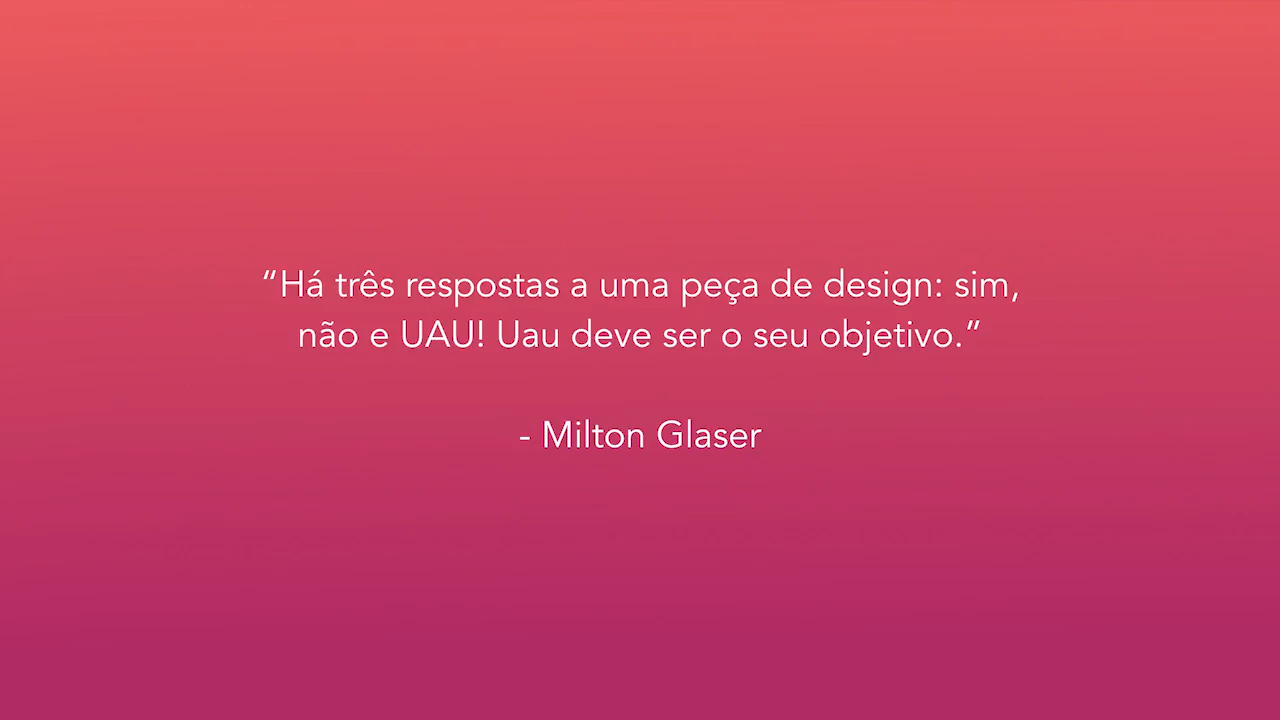 “Há três respostas a uma peça de design: sim,
não e UAU! Uau deve ser o seu objetivo.”
- Milton Glaser